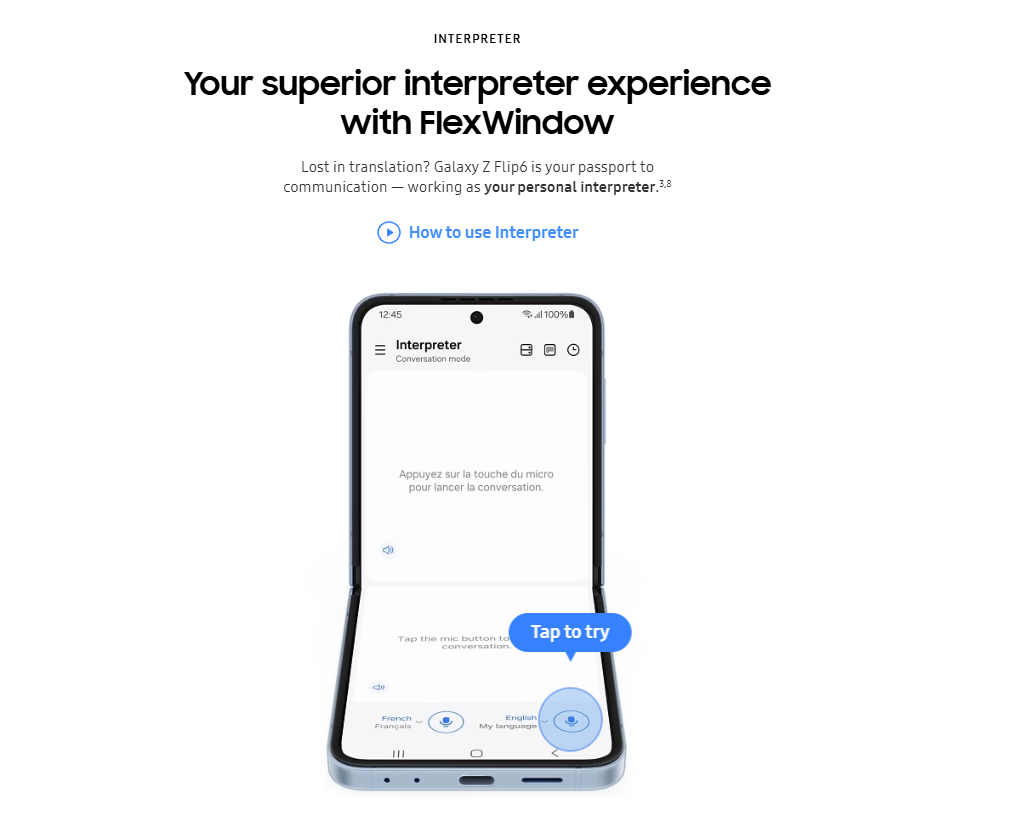 INTERPRETER
Your superior interpreter experience
with FlexWindow
Lost in translation? Galaxy Z Flip6 is your passport to
communication — working as your personal interpreter.3,8
How to use Interpreter
12:45 100%
Interpreter
Conversation mode
Appuyez sur la touche du micro
pour lancer la conversation.
Tap to try
Tap the mic button to
conversation.
French
Français
English
My language